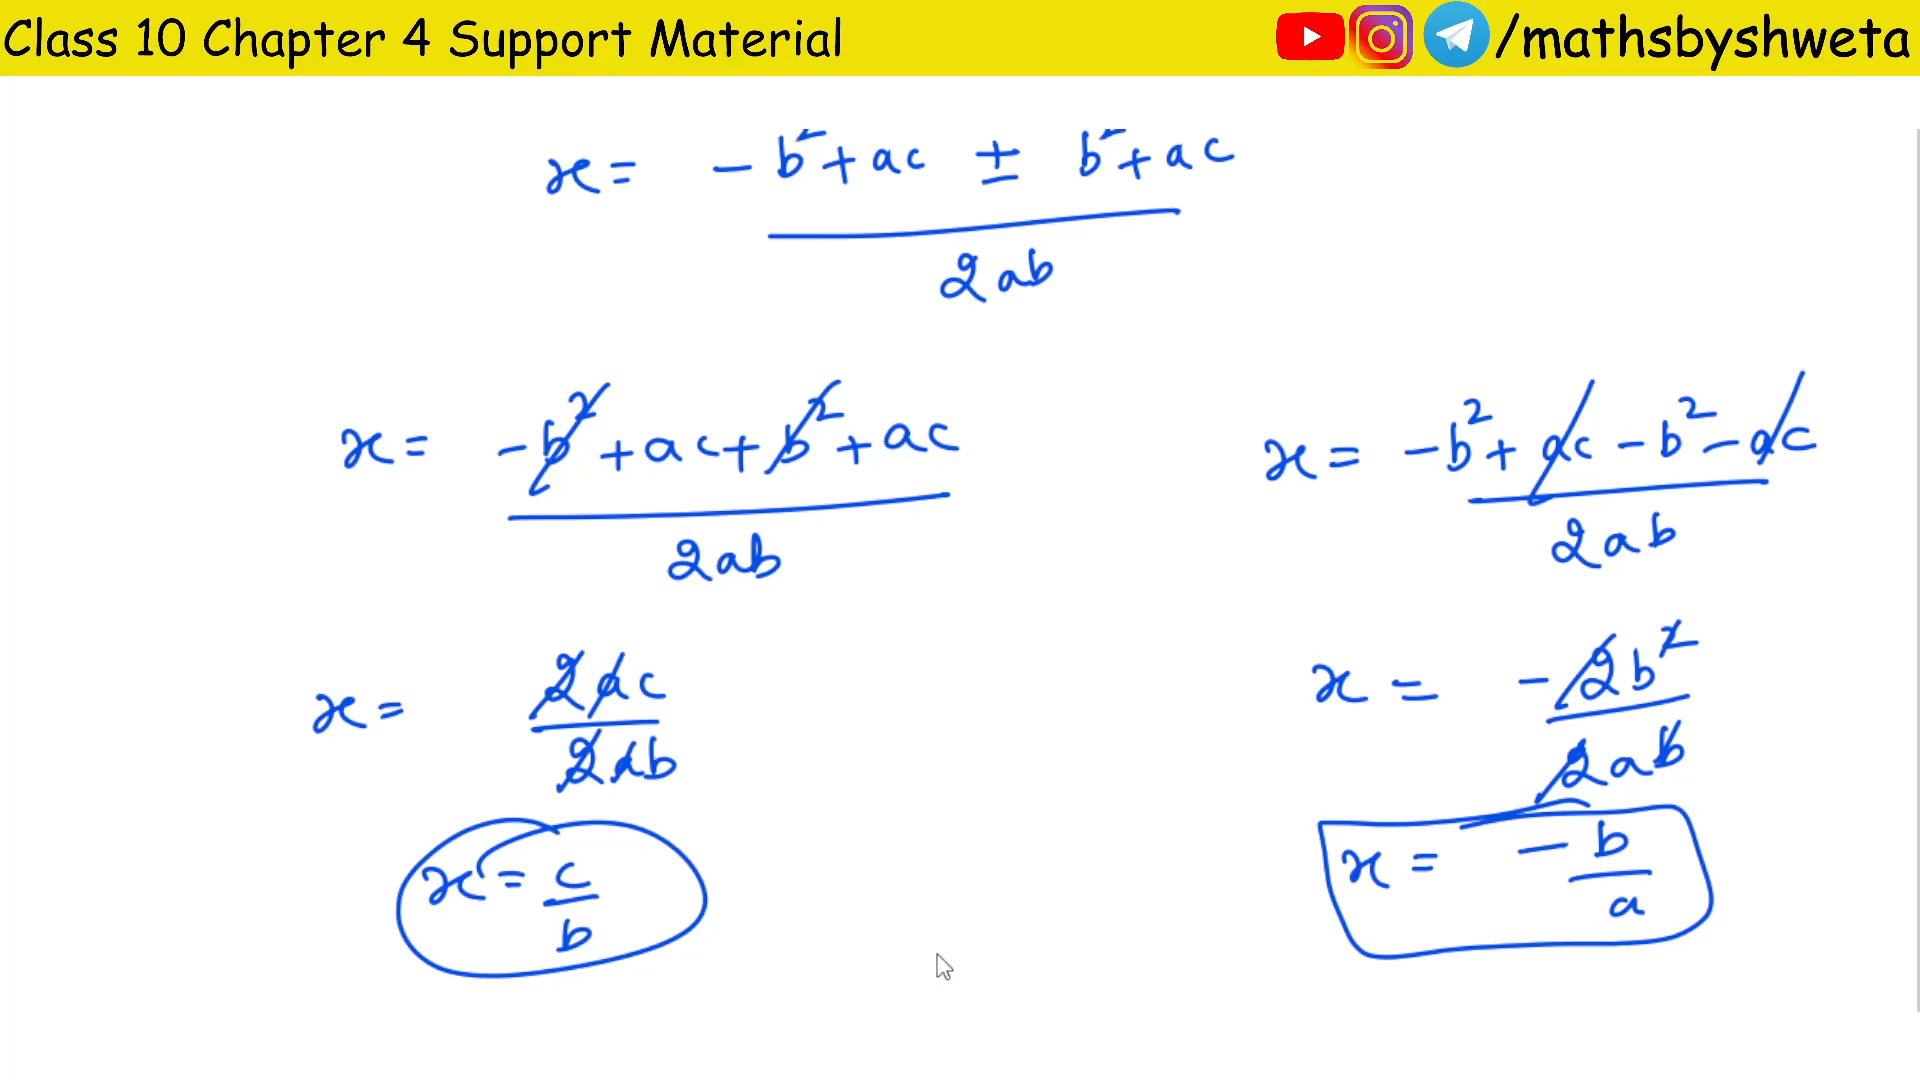 Class 10 Chapter 4 Support Material /mathsbyshweta
x = -b² + ac ± b² + ac
2ab
x = -b² + ac + b² + ac
2ab
x = -b² + ac - b² - ac
2ab
x = 2ac
2ab
x = -2b²
2ab
x = c
b
x = -b
a